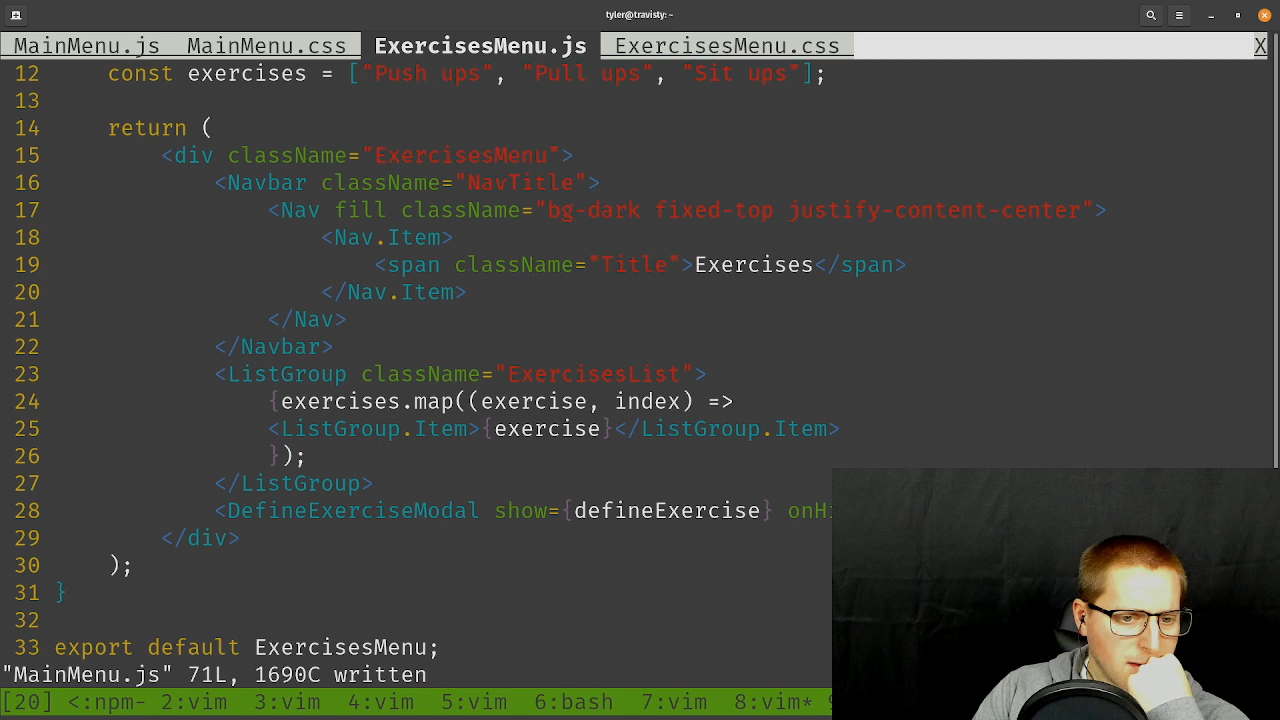 tyler@travisty: ~
MainMenu.js MainMenu.css ExercisesMenu.js ExercisesMenu.css X
12 const exercises = ["Push ups", "Pull ups", "Sit ups"];
13
14 return (
15 <div className="ExercisesMenu">
16 <Navbar className="NavTitle">
17 <Nav fill className="bg-dark fixed-top justify-content-center">
18 <Nav.Item>
19 <span className="Title">Exercises</span>
20 </Nav.Item>
21 </Nav>
22 </Navbar>
23 <ListGroup className="ExercisesList">
24 {exercises.map((exercise, index) =>
25 <ListGroup.Item>{exercise}</ListGroup.Item>
26 });
27 </ListGroup>
28 <DefineExerciseModal show={defineExercise} onHi
29 </div>
30 );
31 }
32
33 export default ExercisesMenu;
"MainMenu.js" 71L, 1690C written
[20] <:npm- 2:vim 3:vim 4:vim 5:vim 6:bash 7:vim 8:vim* 9